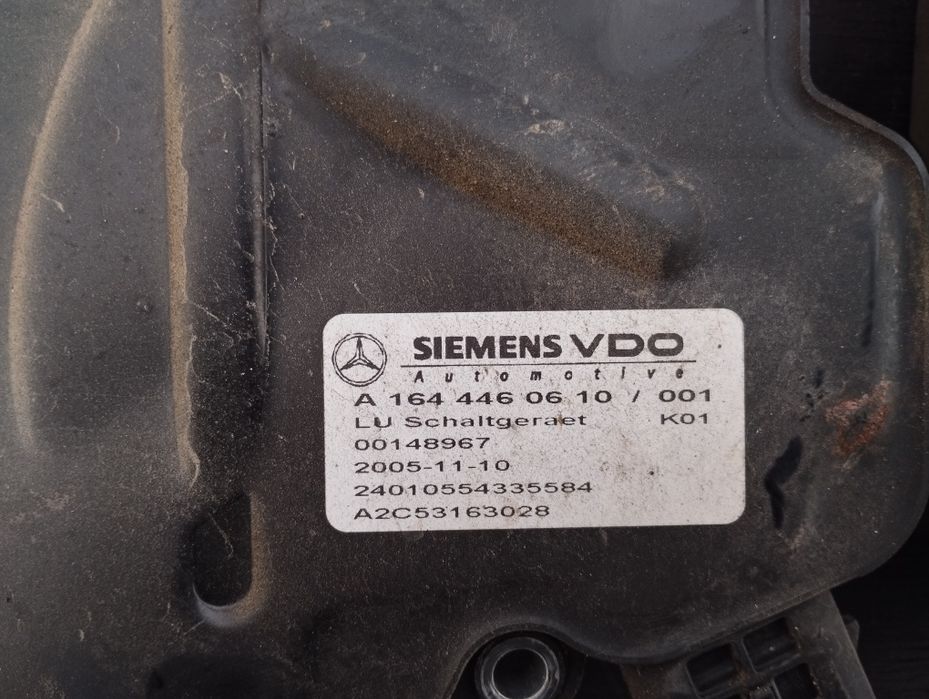 SIEMENS VDO
Automotive
A 164 446 06 10 / 001
LU Schaltgeraet K01
00148967
2005-11-10
24010554335584
A2C53163028